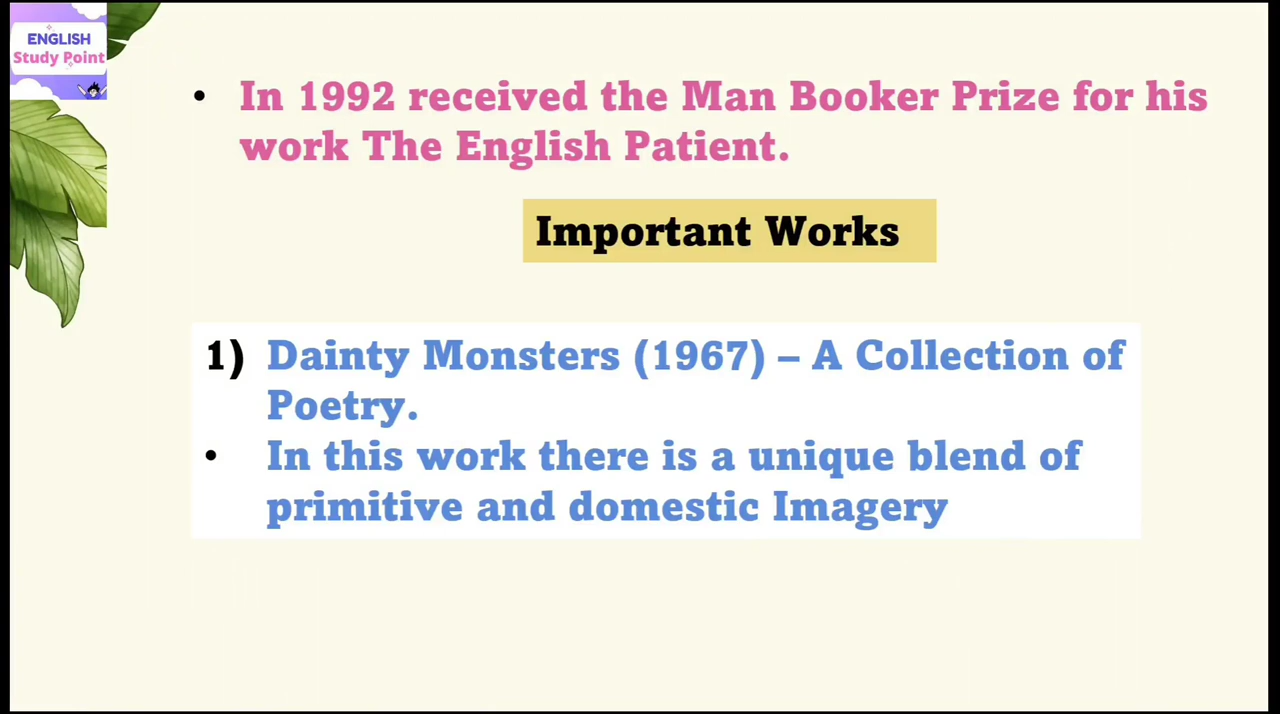 ENGLISH
Study Point
• In 1992 received the Man Booker Prize for his
work The English Patient.
Important Works
1) Dainty Monsters (1967) – A Collection of
Poetry.
• In this work there is a unique blend of
primitive and domestic Imagery